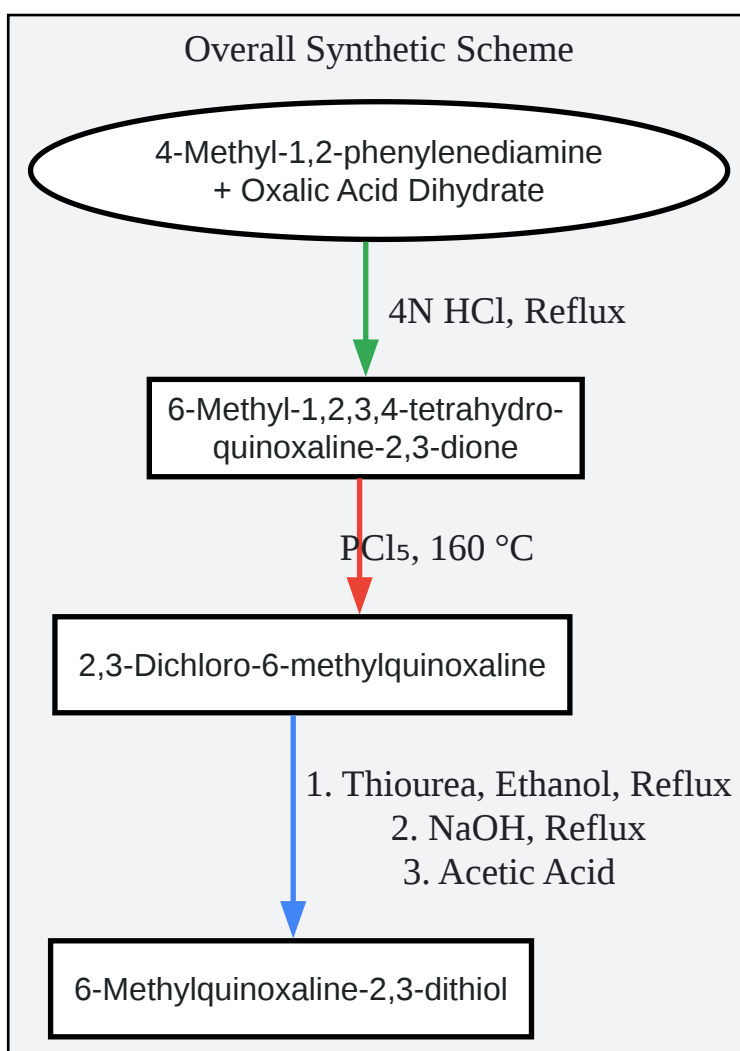 Overall Synthetic Scheme
4-Methyl-1,2-phenylenediamine
+ Oxalic Acid Dihydrate
4N HCl, Reflux
6-Methyl-1,2,3,4-tetrahydro-
quinoxaline-2,3-dione
PCl₅, 160 °C
2,3-Dichloro-6-methylquinoxaline
1. Thiourea, Ethanol, Reflux
2. NaOH, Reflux
3. Acetic Acid
6-Methylquinoxaline-2,3-dithiol